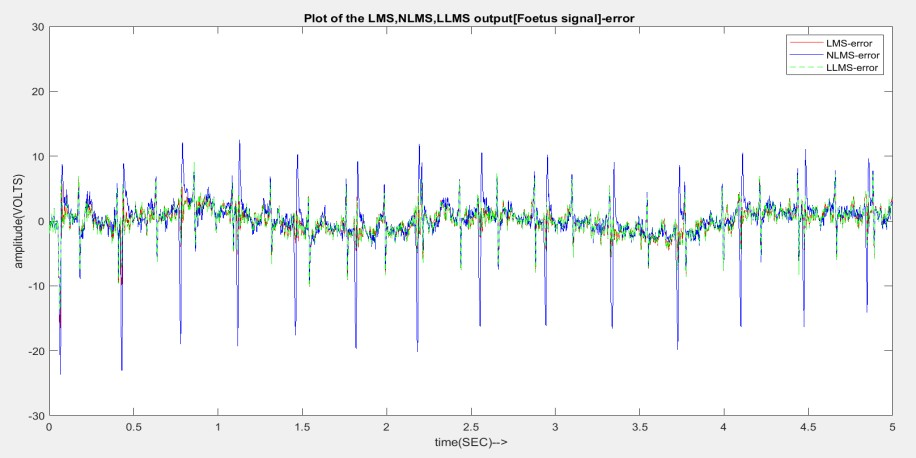 Plot of the LMS,NLMS,LLMS output[Foetus signal]-error
30
20
10
0
-10
-20
-30
amplitude(VOLTS)
LMS-error
NLMS-error
LLMS-error
0 0.5 1 1.5 2 2.5 3 3.5 4 4.5 5
time(SEC)-->